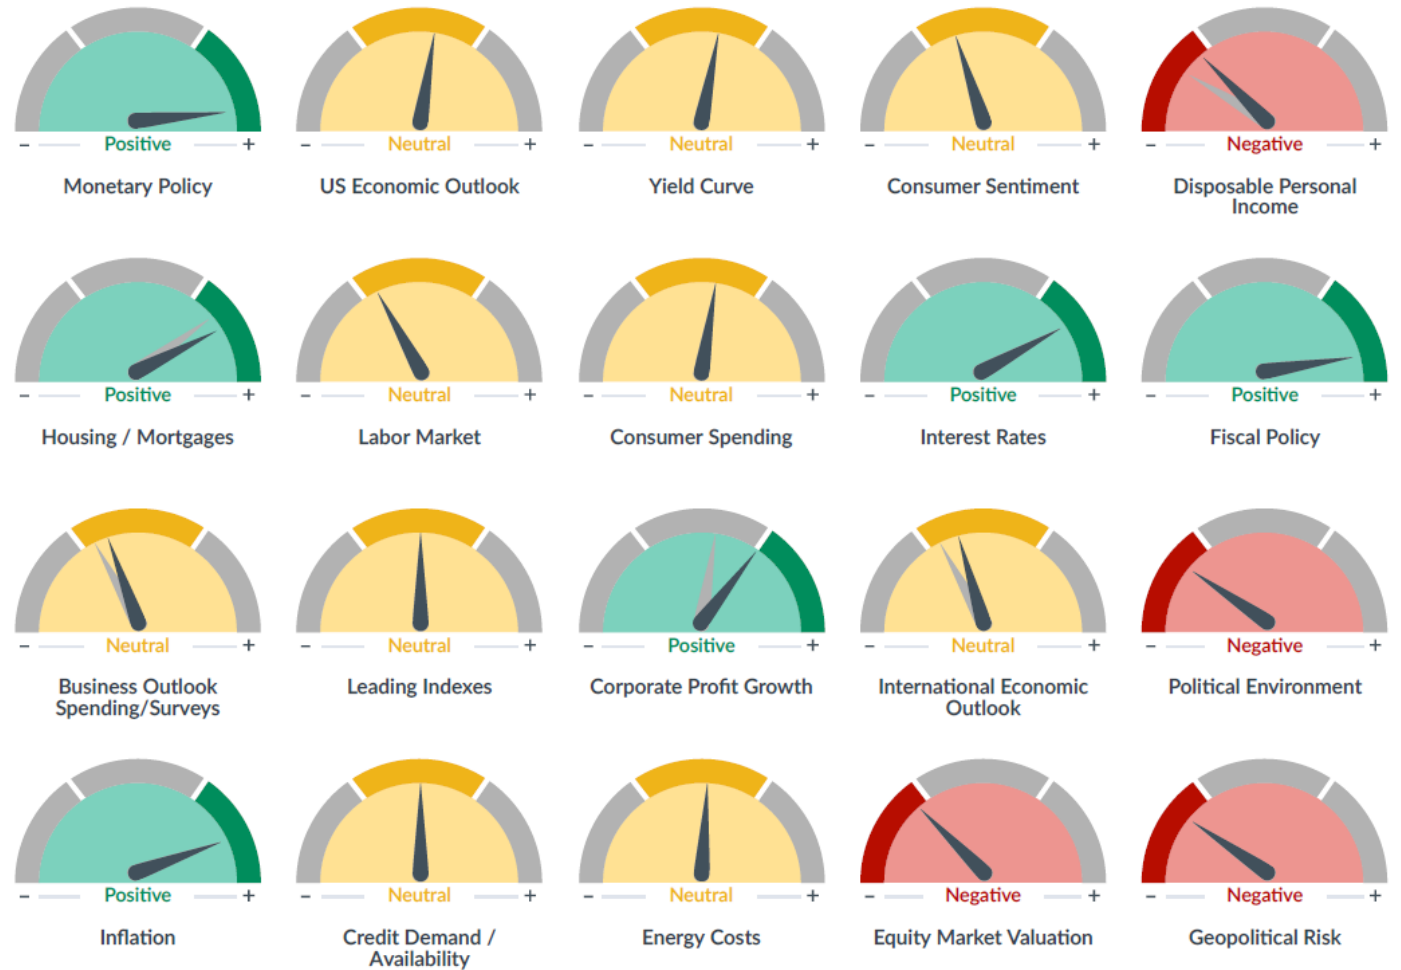 – Positive +
– Neutral +
– Neutral +
– Neutral +
– Negative +
Monetary Policy
US Economic Outlook
Yield Curve
Consumer Sentiment
Disposable Personal
Income
– Positive +
– Neutral +
– Neutral +
– Positive +
– Positive +
Housing / Mortgages
Labor Market
Consumer Spending
Interest Rates
Fiscal Policy
– Neutral +
– Neutral +
– Positive +
– Neutral +
– Negative +
Business Outlook
Spending/Surveys
Leading Indexes
Corporate Profit Growth
International Economic
Outlook
Political Environment
– Positive +
– Neutral +
– Neutral +
– Negative +
– Negative +
Inflation
Credit Demand /
Availability
Energy Costs
Equity Market Valuation
Geopolitical Risk